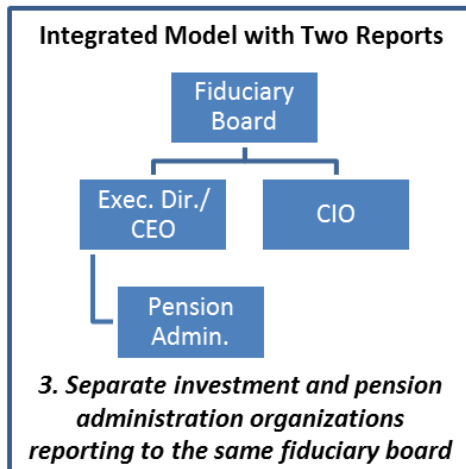 Integrated Model with Two Reports
Fiduciary
Board
Exec. Dir./
CEO
CIO
Pension
Admin.
3. Separate investment and pension
administration organizations
reporting to the same fiduciary board